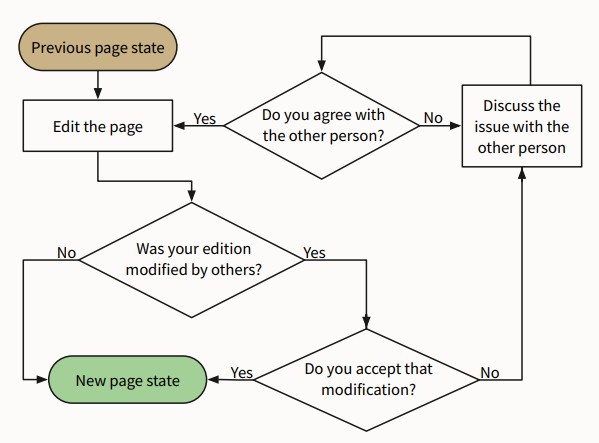 Previous page state
Edit the page
Yes
Do you agree with
the other person?
No
Discuss the
issue with the
other person
No
Was your edition
modified by others?
Yes
New page state
Yes
Do you accept that
modification?
No